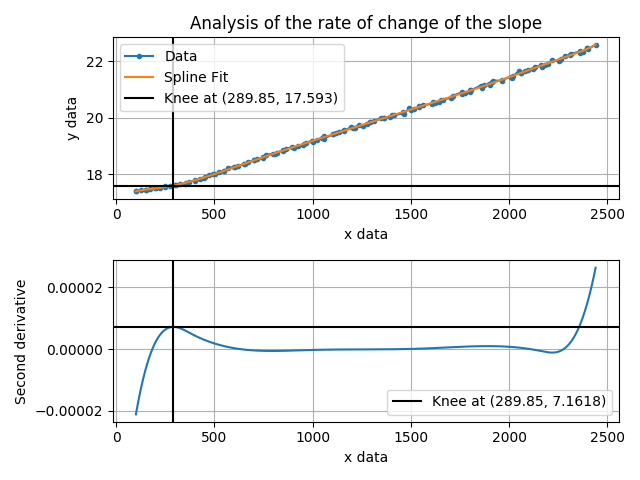 Analysis of the rate of change of the slope
Data
Spline Fit
Knee at (289.85, 17.593)
22
20
18
y data
0 500 1000 1500 2000 2500
x data
0.00002
0.00000
−0.00002
Second derivative
Knee at (289.85, 7.1618)
0 500 1000 1500 2000 2500
x data